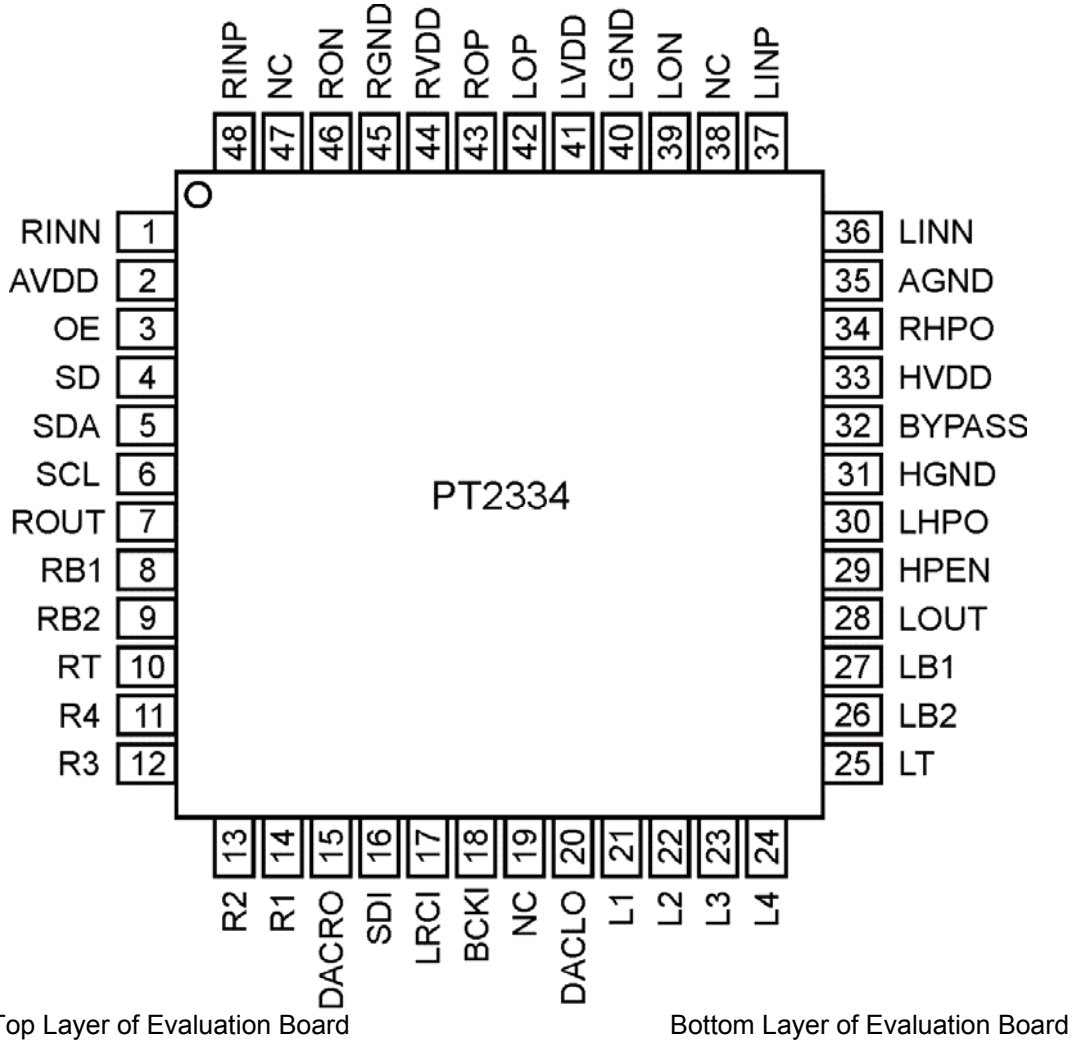 RINP NC RON RGND RVDD ROP LOP LVDD LGND LON NC LINP
48 47 46 45 44 43 42 41 40 39 38 37
RINN 1 36 LINN
AVDD 2 35 AGND
OE 3 34 RHPO
SD 4 33 HVDD
SDA 5 32 BYPASS
SCL 6 31 HGND
PT2334
ROUT 7 30 LHPO
RB1 8 29 HPEN
RB2 9 28 LOUT
RT 10 27 LB1
R4 11 26 LB2
R3 12 25 LT
13 14 15 16 17 18 19 20 21 22 23 24
R2 R1 DACRO SDI LRCI BCKI NC DACLO L1 L2 L3 L4
Top Layer of Evaluation Board Bottom Layer of Evaluation Board